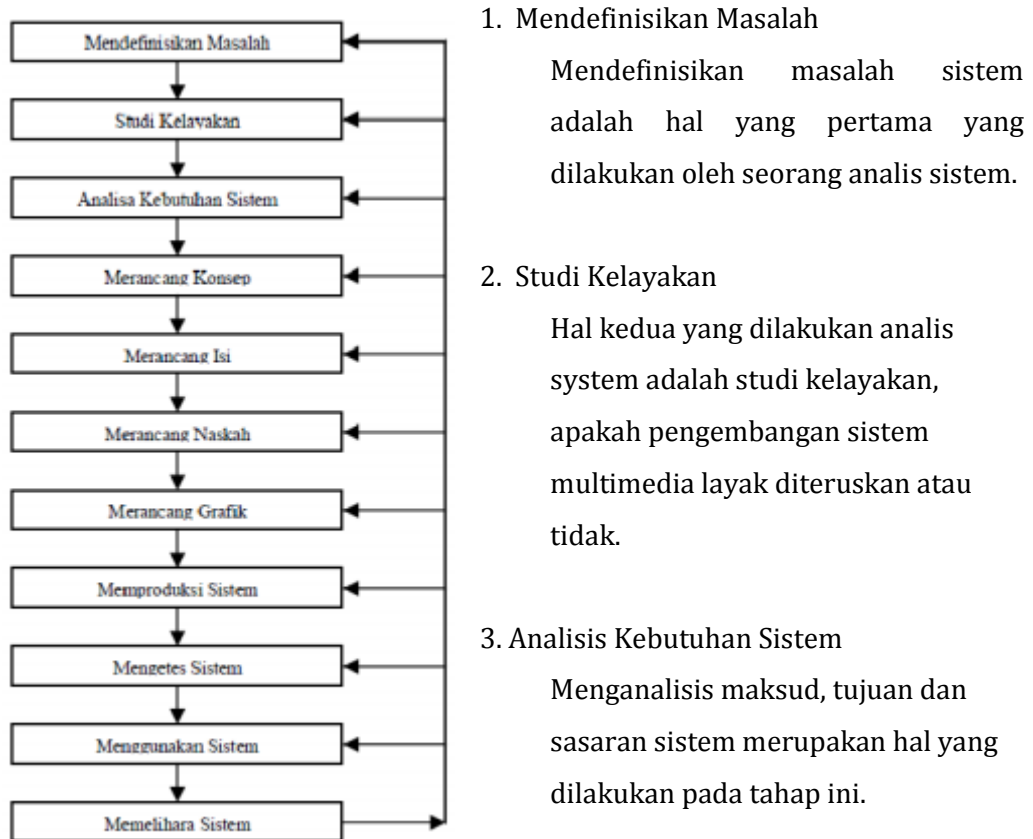 Mendefinisikan Masalah
Studi Kelayakan
Analisa Kebutuhan Sistem
Merancang Konsep
Merancang Isi
Merancang Naskah
Merancang Grafik
Memproduksi Sistem
Mengetes Sistem
Menggunakan Sistem
Memelihara Sistem
1. Mendefinisikan Masalah
Mendefinisikan masalah sistem
adalah hal yang pertama yang
dilakukan oleh seorang analis sistem.
2. Studi Kelayakan
Hal kedua yang dilakukan analis
system adalah studi kelayakan,
apakah pengembangan sistem
multimedia layak diteruskan atau
tidak.
3. Analisis Kebutuhan Sistem
Menganalisis maksud, tujuan dan
sasaran sistem merupakan hal yang
dilakukan pada tahap ini.